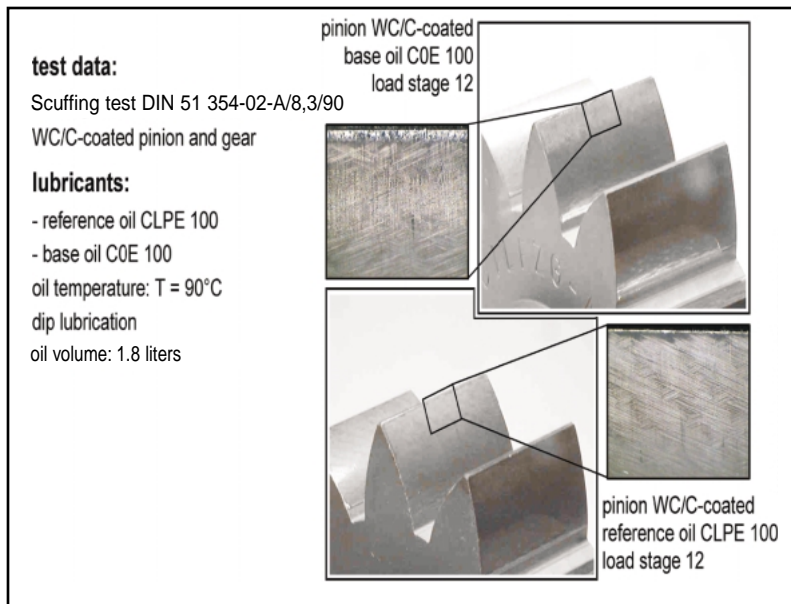 test data:
Scuffing test DIN 51 354-02-A/8,3/90
WC/C-coated pinion and gear
lubricants:
- reference oil CLPE 100
- base oil C0E 100
oil temperature: T = 90°C
dip lubrication
oil volume: 1.8 liters
pinion WC/C-coated
base oil C0E 100
load stage 12
pinion WC/C-coated
reference oil CLPE 100
load stage 12